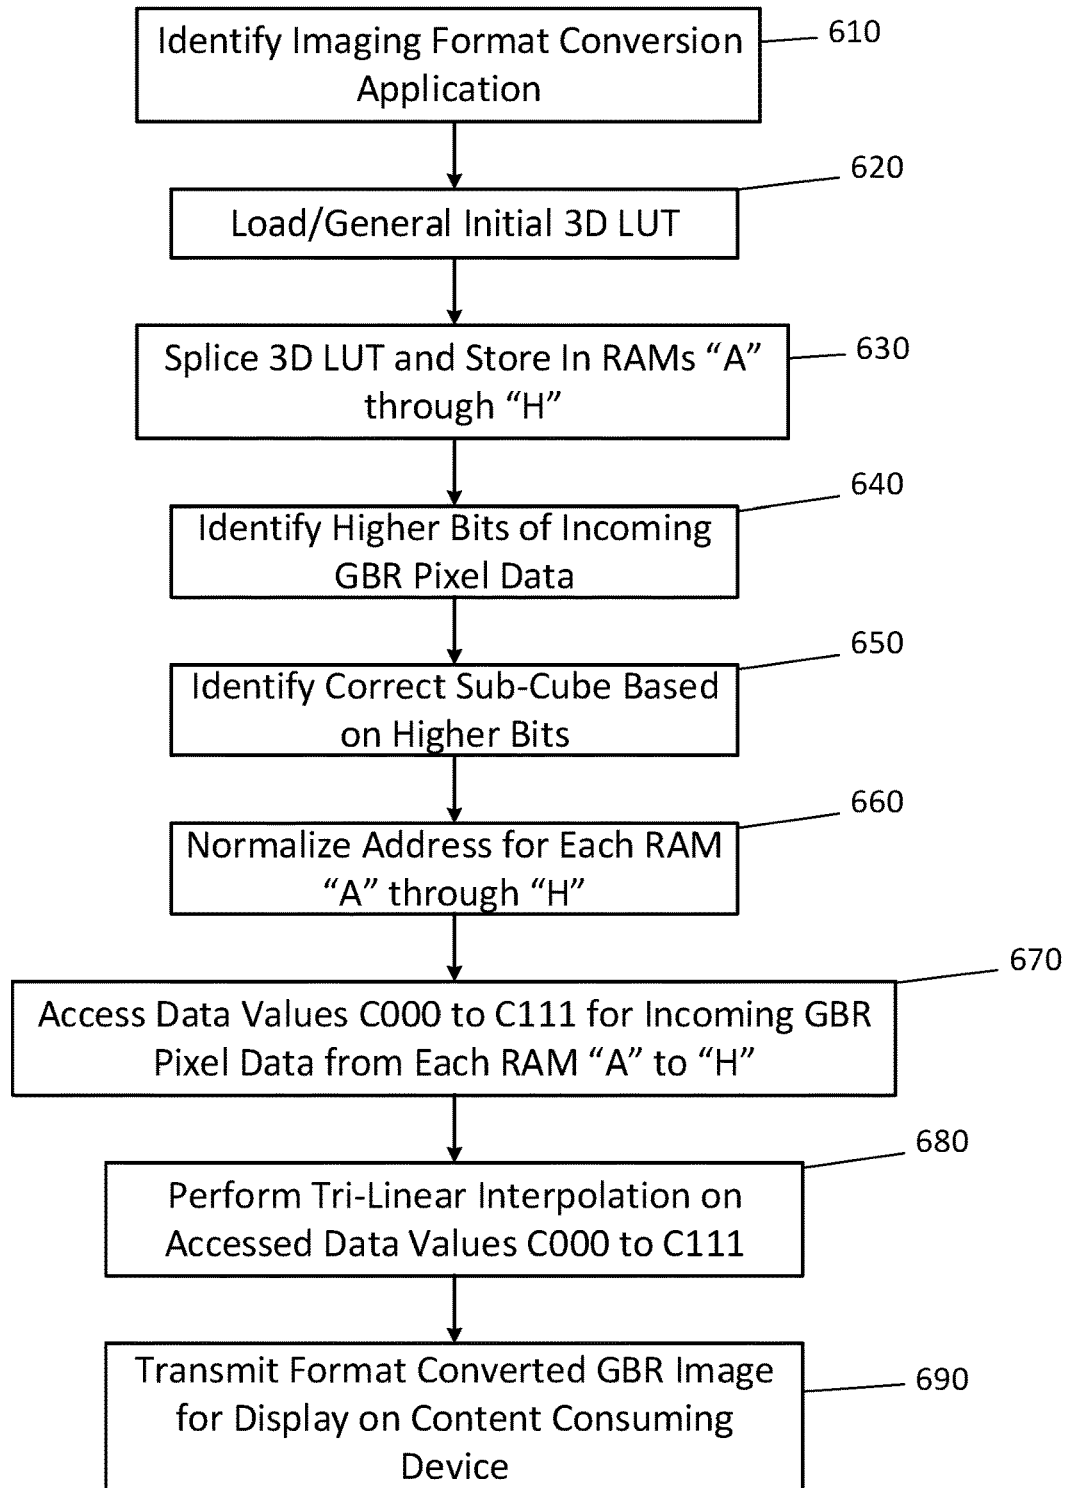 Identify Imaging Format Conversion
Application
610
Load/General Initial 3D LUT
620
Splice 3D LUT and Store In RAMs “A”
through “H”
630
Identify Higher Bits of Incoming
GBR Pixel Data
640
Identify Correct Sub-Cube Based
on Higher Bits
650
Normalize Address for Each RAM
“A” through “H”
660
Access Data Values C000 to C111 for Incoming GBR
Pixel Data from Each RAM “A” to “H”
670
Perform Tri-Linear Interpolation on
Accessed Data Values C000 to C111
680
Transmit Format Converted GBR Image
for Display on Content Consuming
Device
690